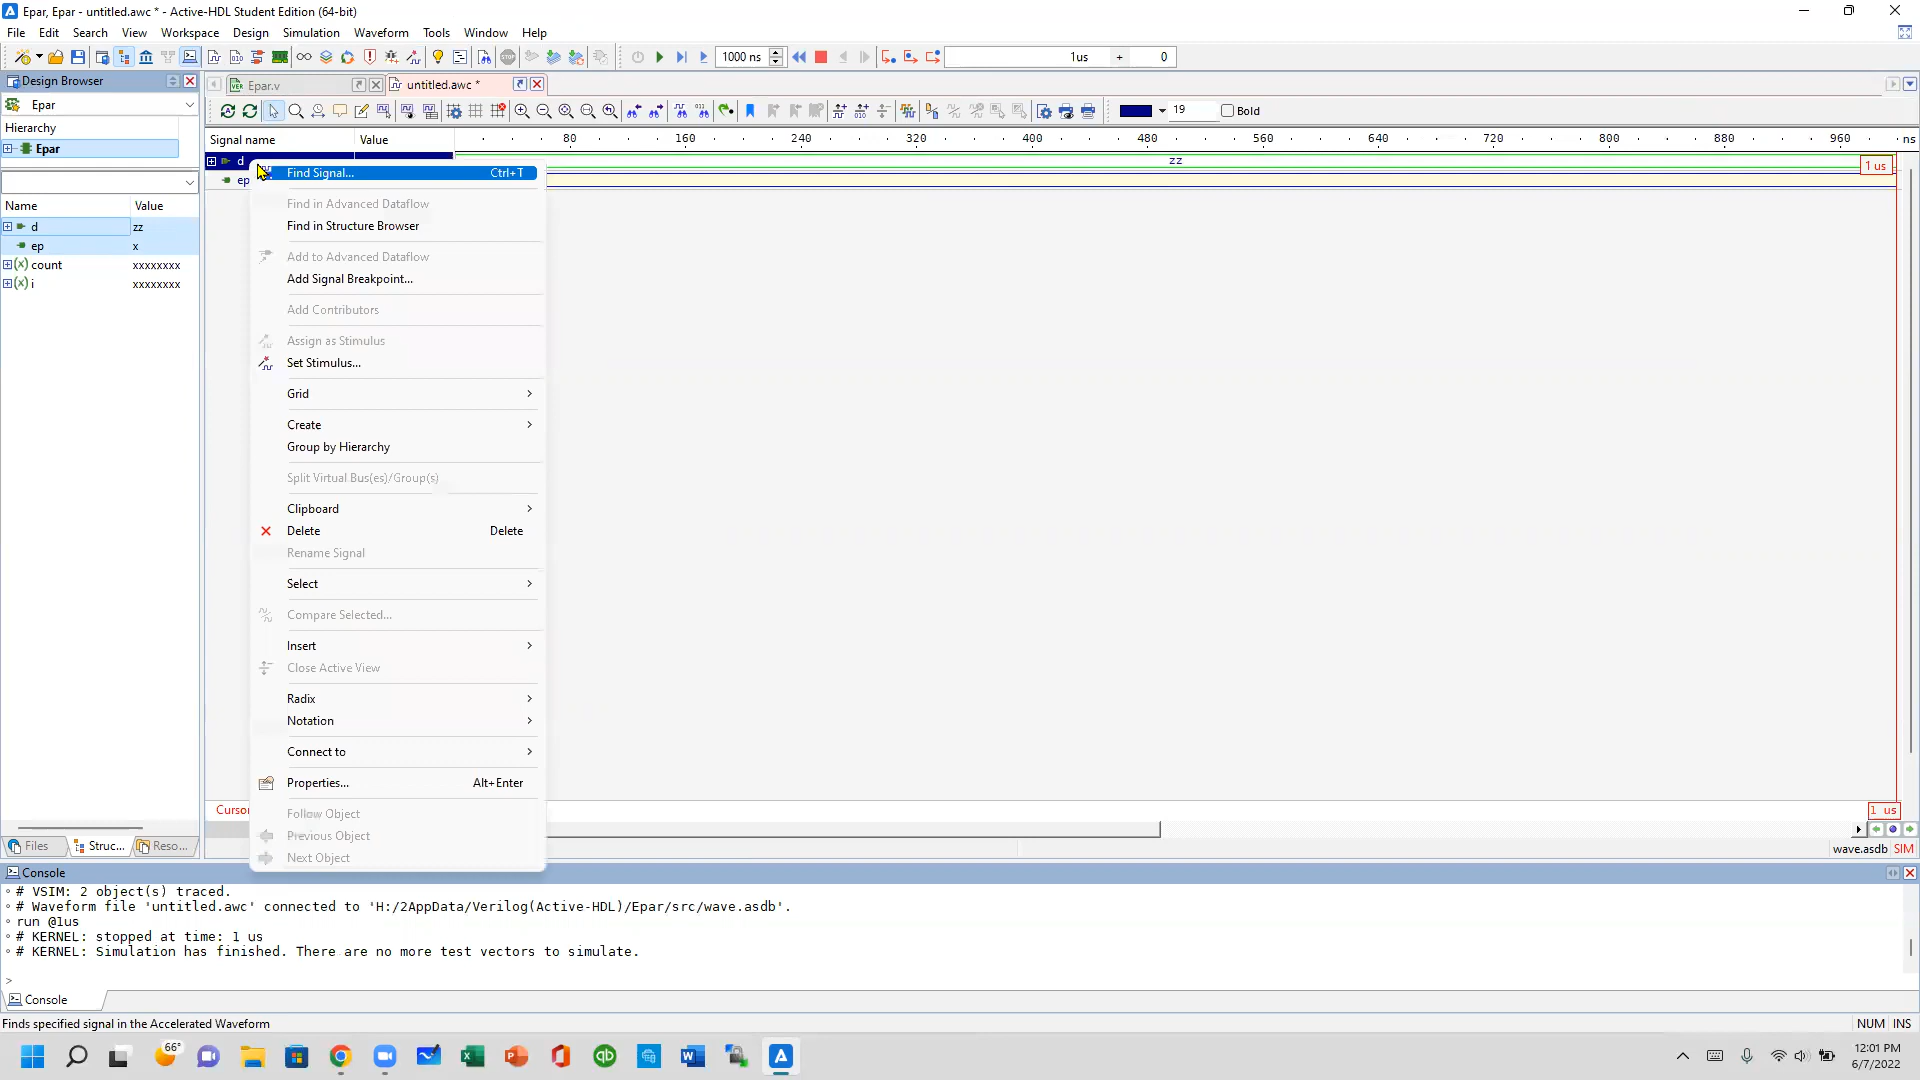 Epar, Epar - untitled.awc * - Active-HDL Student Edition (64-bit)
File Edit Search View Workspace Design Simulation Waveform Tools Window Help
1000 ns 1us + 0
Design Browser
Epar.v untitled.awc *
Epar
19 Bold
Hierarchy
Epar
Signal name Value 80 160 240 320 400 480 560 640 720 800 880 960 ns
d zz 1 us
ep
Name Value
d zz
ep x
count xxxxxxxx
i xxxxxxxx
Find Signal... Ctrl+T
Find in Advanced Dataflow
Find in Structure Browser
Add to Advanced Dataflow
Add Signal Breakpoint...
Add Contributors
Assign as Stimulus
Set Stimulus...
Grid
Create
Group by Hierarchy
Split Virtual Bus(es)/Group(s)
Clipboard
Delete Delete
Rename Signal
Select
Compare Selected...
Insert
Close Active View
Radix
Notation
Connect to
Properties... Alt+Enter
Follow Object
Previous Object
Next Object
1 us
Files Struc... Reso...
wave.asdb SIM
Console
# VSIM: 2 object(s) traced.
# Waveform file 'untitled.awc' connected to 'H:/2AppData/Verilog(Active-HDL)/Epar/src/wave.asdb'.
run @1us
# KERNEL: stopped at time: 1 us
# KERNEL: Simulation has finished. There are no more test vectors to simulate.
>
Console
Finds specified signal in the Accelerated Waveform NUM INS
66°
12:01 PM
6/7/2022